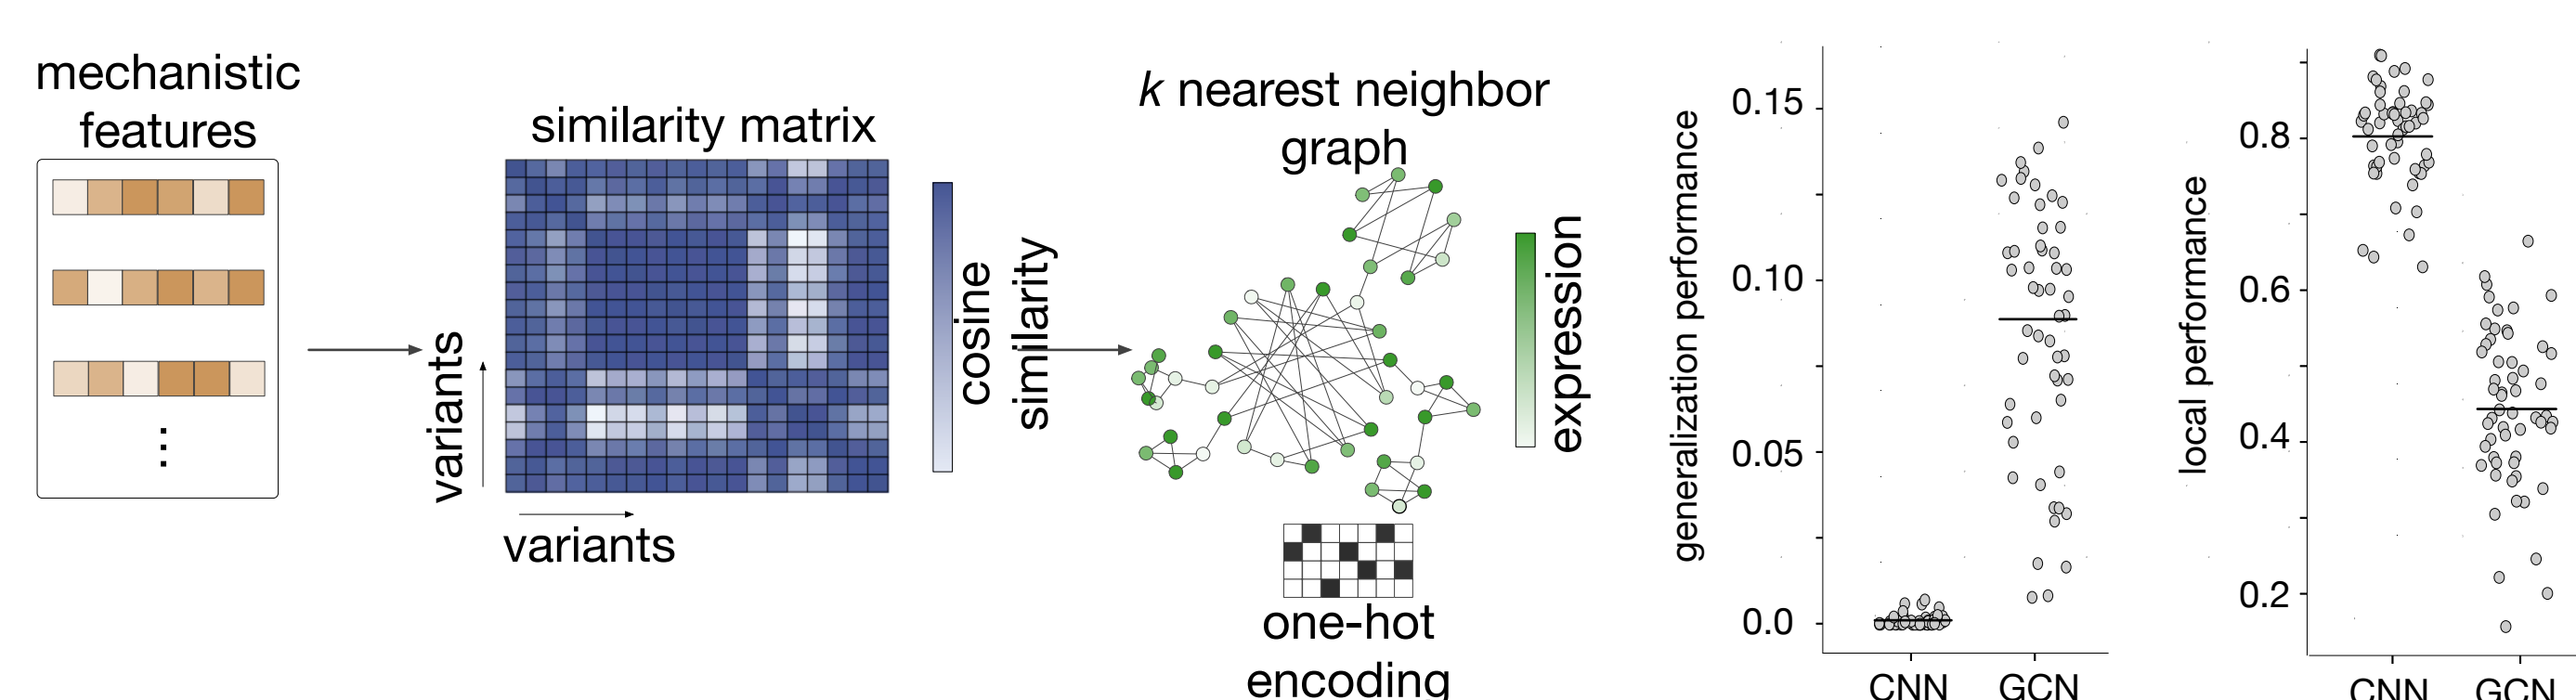 mechanistic
features
similarity matrix
variants
variants
cosine
similarity
k nearest neighbor
graph
expression
one-hot
encoding
generalization performance
0.15
0.10
0.05
0.0
CNN GCN
local performance
0.8
0.6
0.4
0.2
CNN GCN